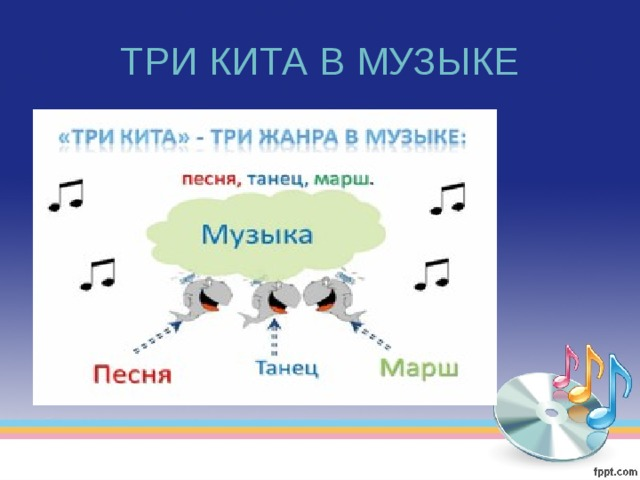 ТРИ КИТА В МУЗЫКЕ
«ТРИ КИТА» - ТРИ ЖАНРА В МУЗЫКЕ:
песня, танец, марш.
Музыка
Песня
Танец
Марш
fppt.com